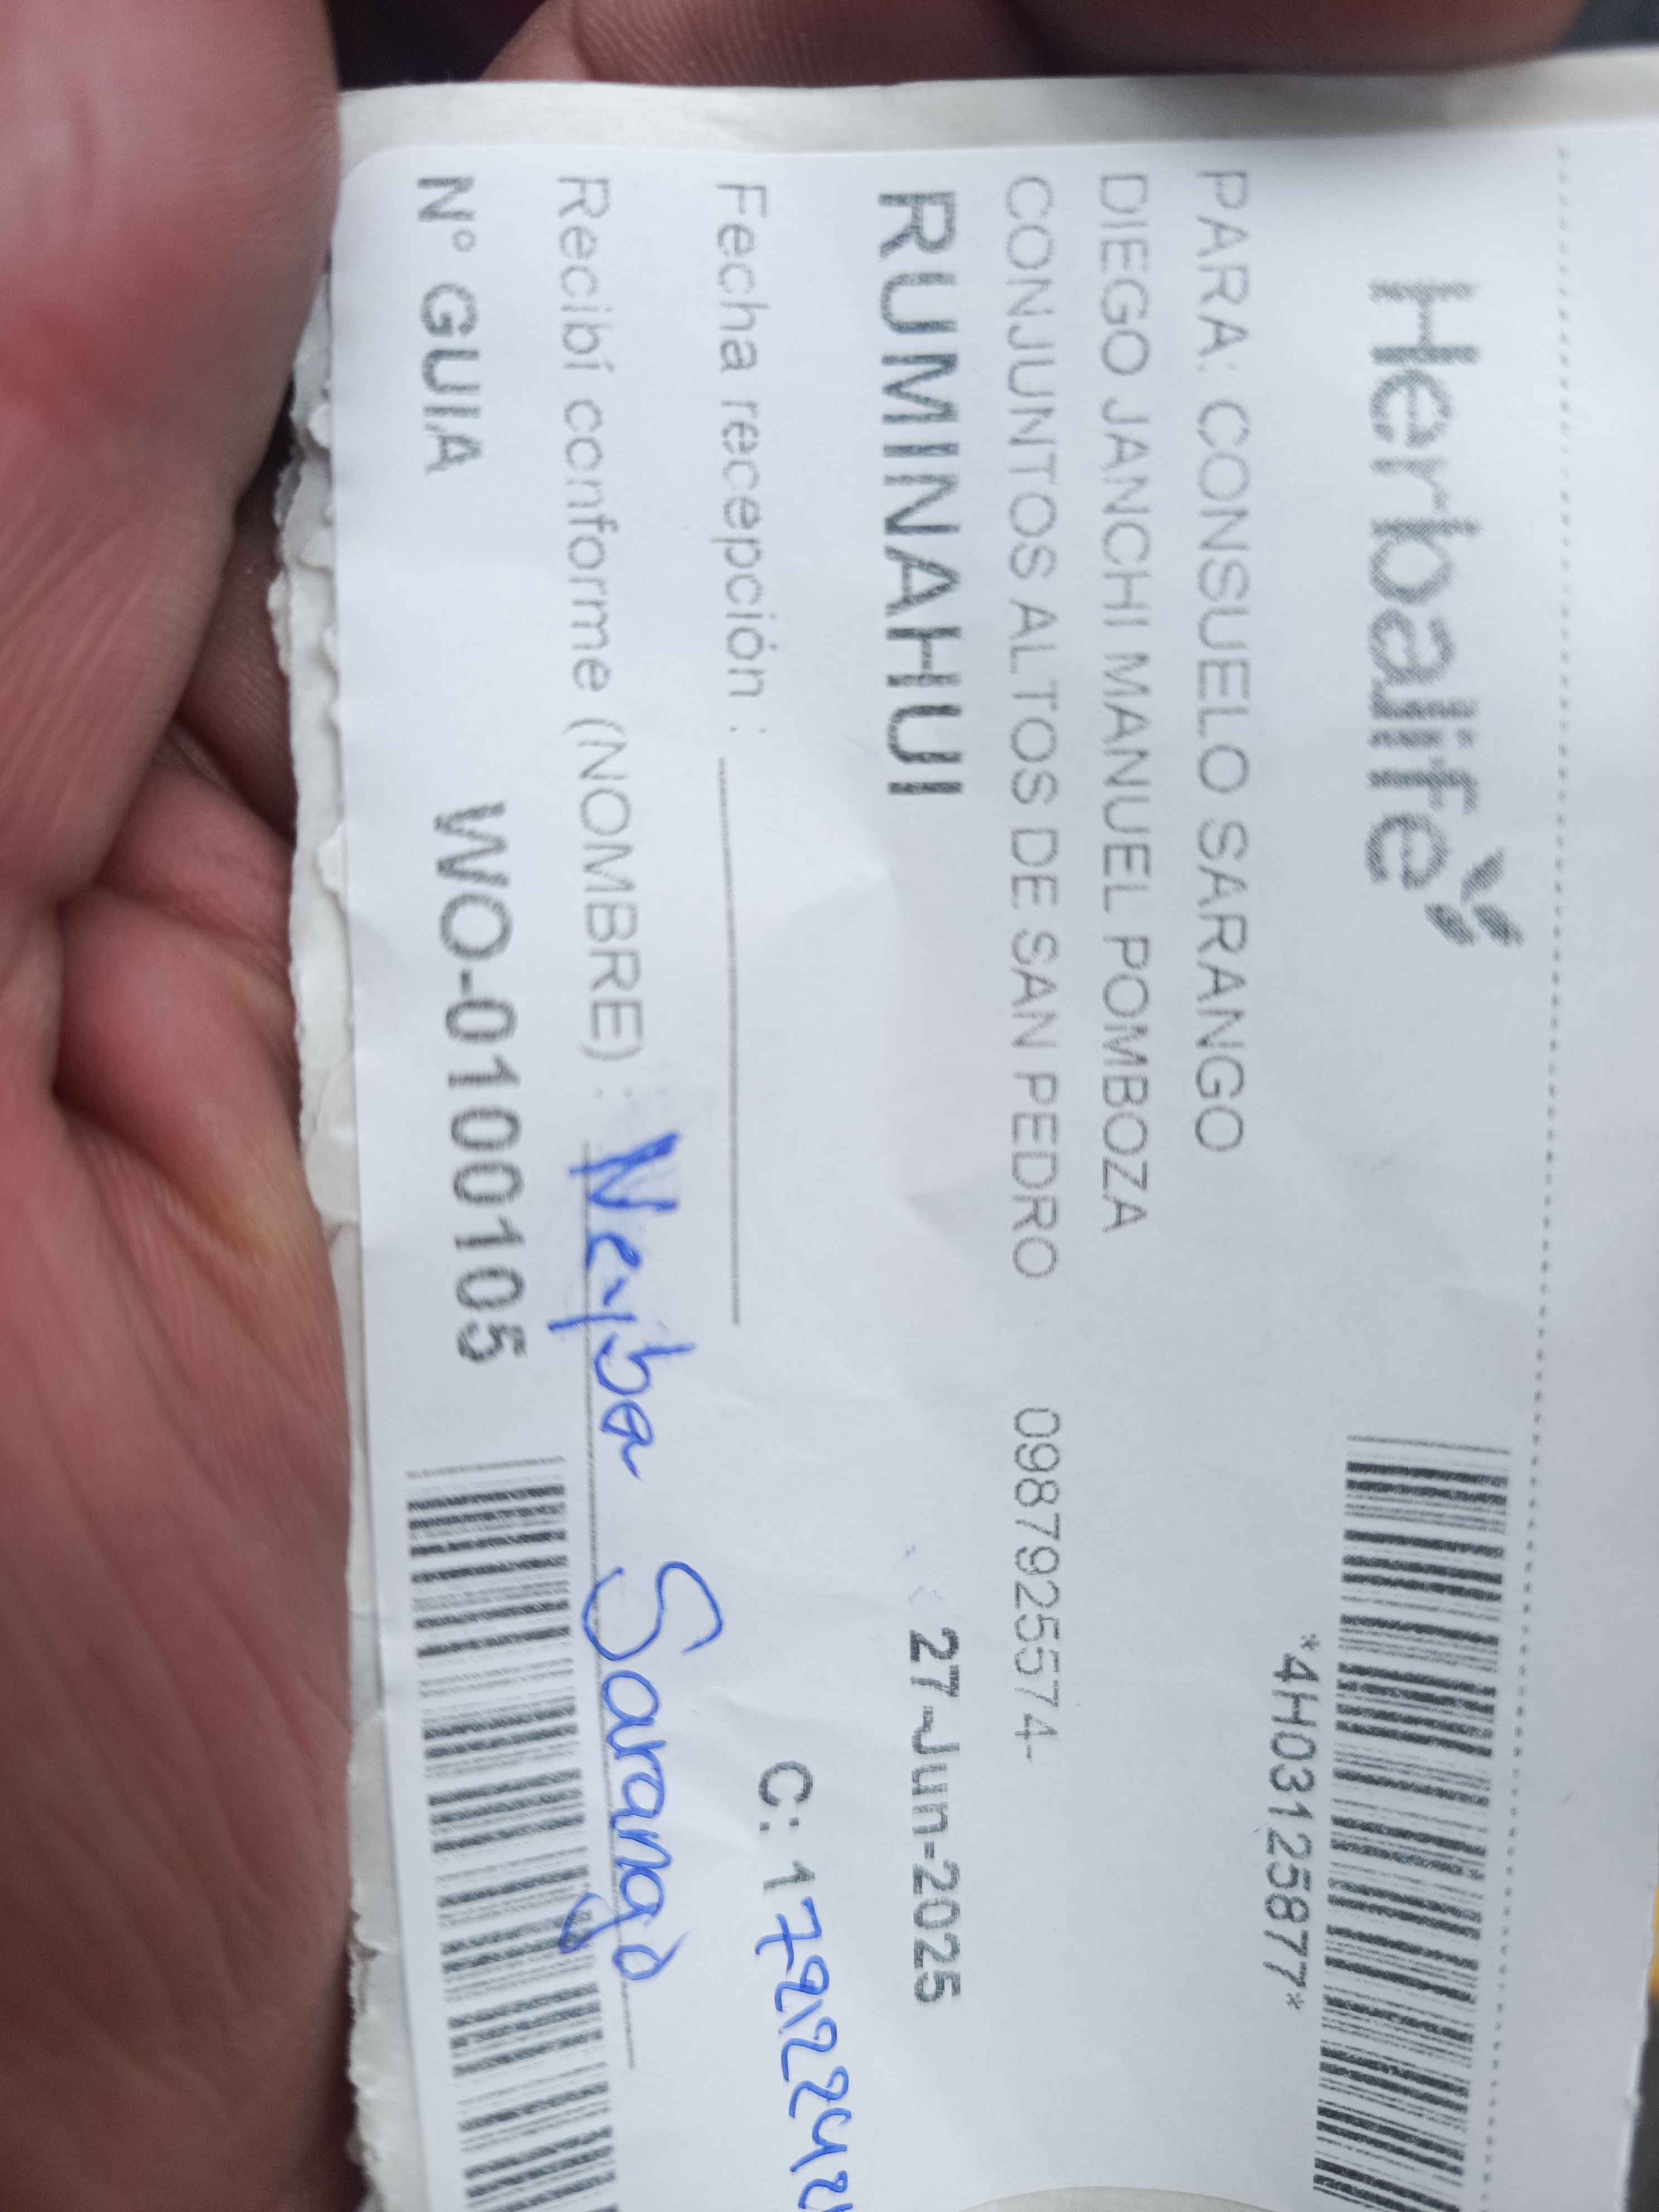 Herbalife
*4H03125877*
PARA: CONSUELO SARANGO
DIEGO JANCHI MANUEL POMBOZA
CONJUNTOS ALTOS DE SAN PEDRO 0987925574-
RUMINAHUI 27-Jun-2025
Fecha recepción : C: 1721224
Recibí conforme (NOMBRE) : Sarango
N° GUIA WO-01000105